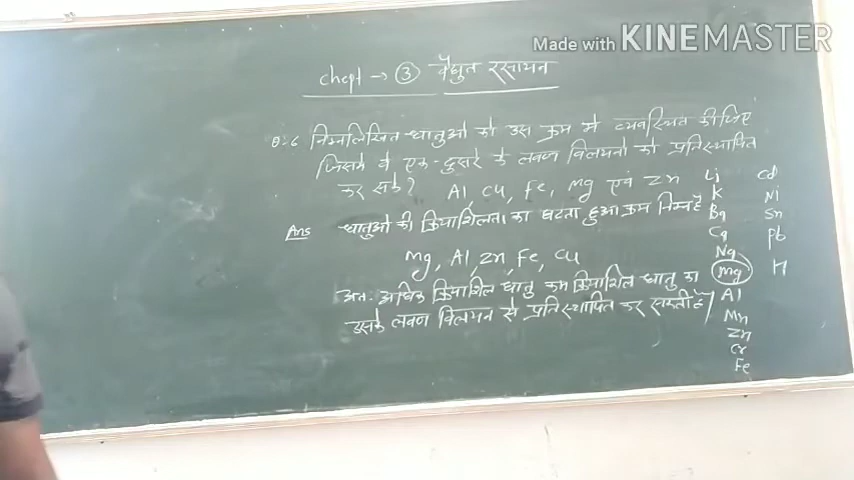 Made with KINEMASTER
chept → ③ वैधुत रसायन
Q.6 निम्नलिखित धातुओ को उस क्रम मे व्यवस्थित कीजिए
जिसमे वे एक-दुसरे के लवण विलयनो को प्रतिस्थापित
कर सके? Al, Cu, Fe, Mg एवं Zn
Ans धातुओ की क्रियाशिलता का घटता हुआ क्रम निम्न है
Mg, Al, Zn, Fe, Cu
अतः अधिक क्रियाशिल धातु कम क्रियाशिल धातु को
उसके लवण विलयन से प्रतिस्थापित कर सकती है/
Li
K
Ba
Ca
Na
Mg
Al
Mn
Zn
Cr
Fe
Cd
Ni
Sn
Pb
H